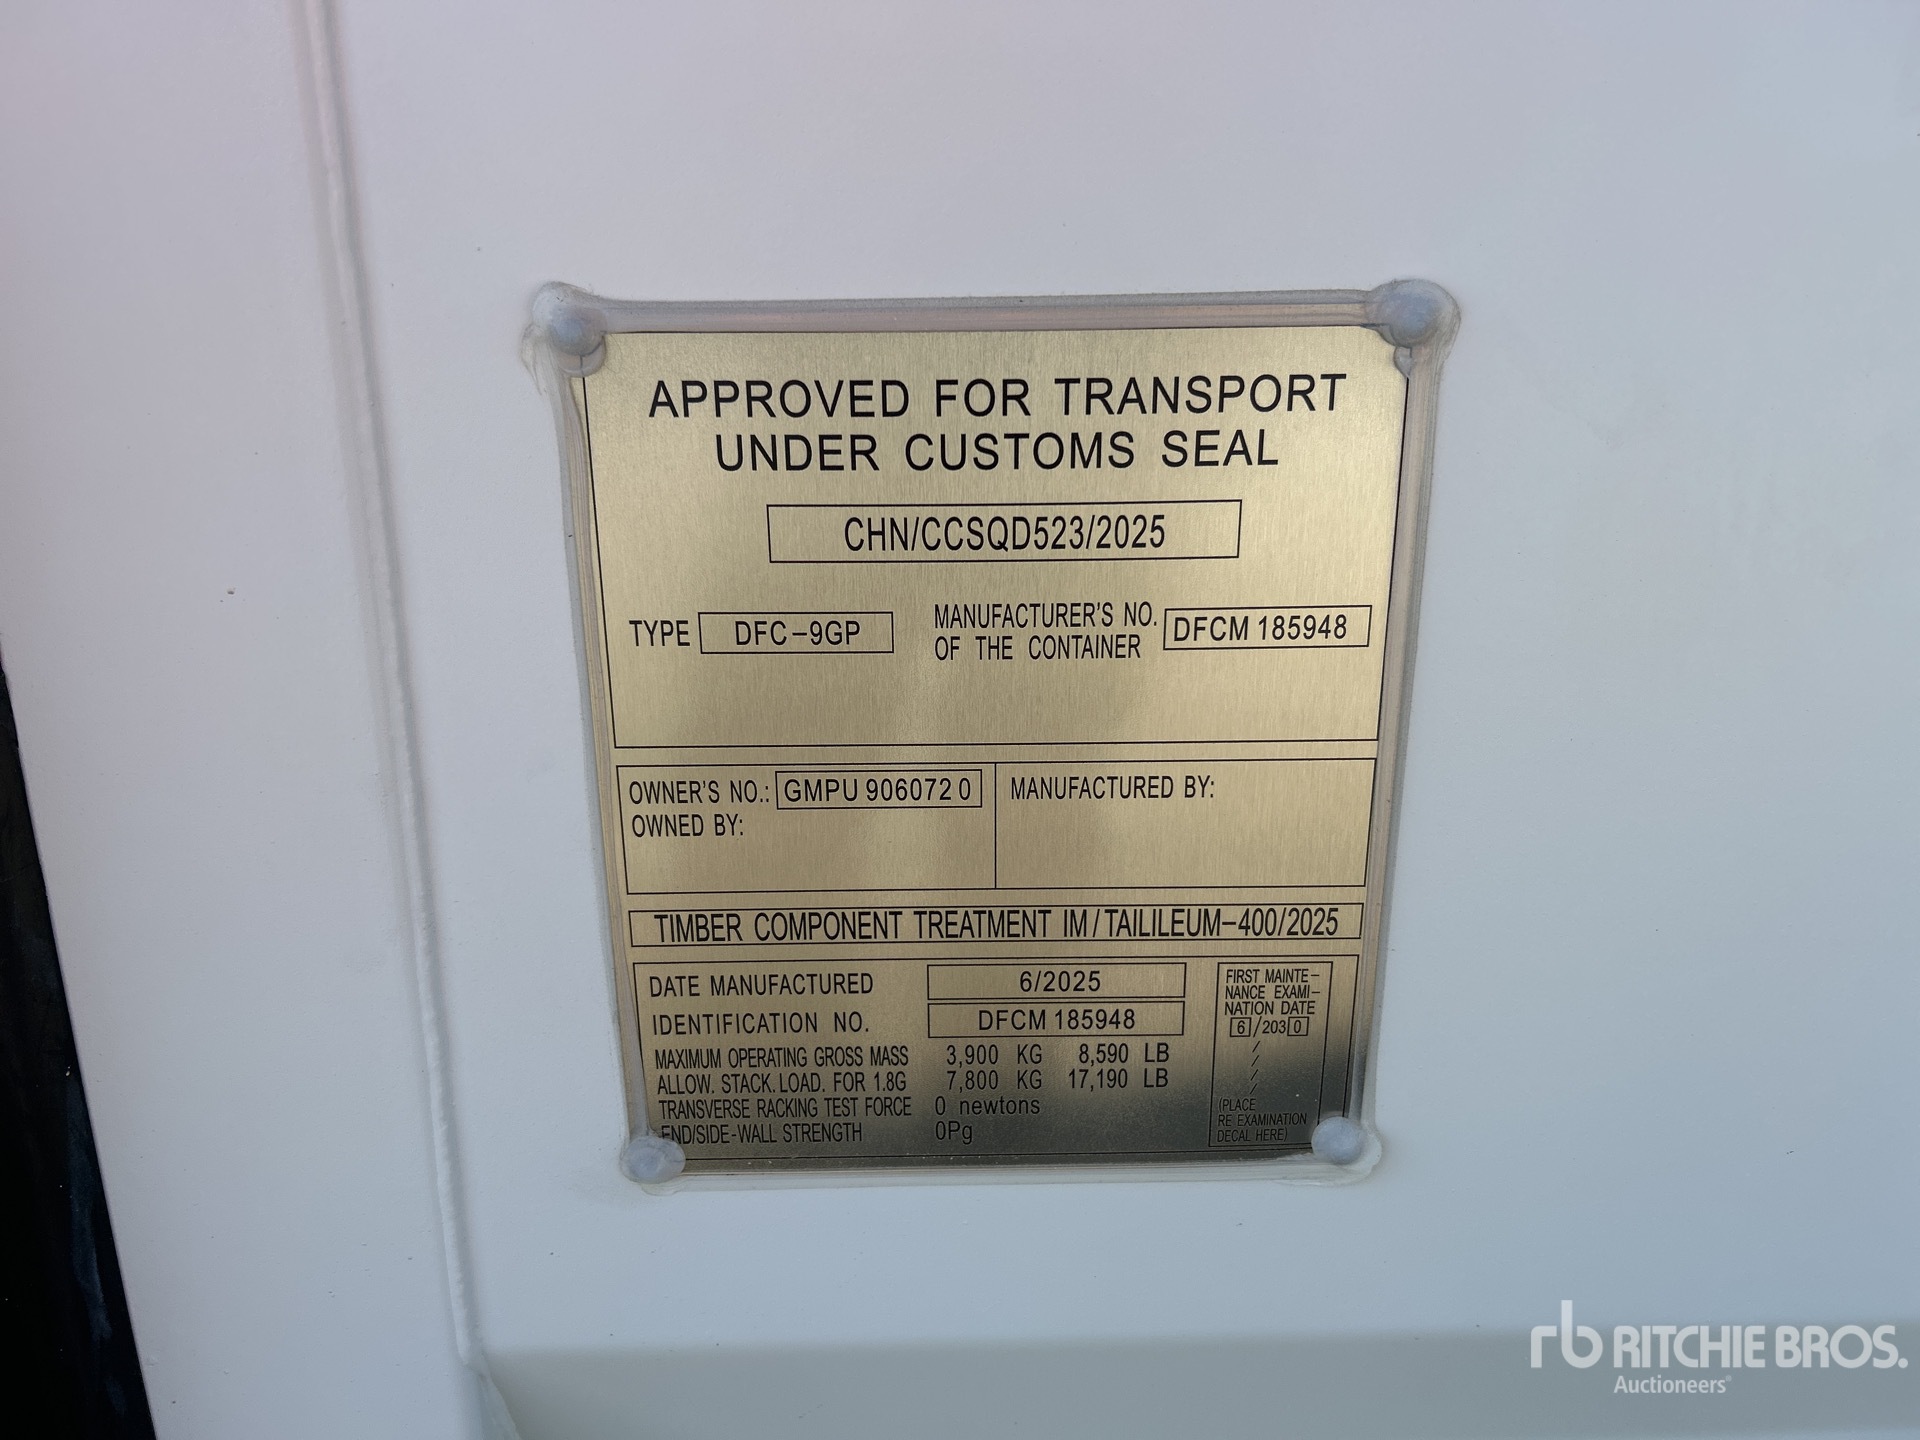 APPROVED FOR TRANSPORT
UNDER CUSTOMS SEAL
CHN/CCSQD523/2025
TYPE DFC-9GP MANUFACTURER'S NO. OF THE CONTAINER DFCM 185948
OWNER'S NO.: GMPU 906072 0
OWNED BY:
MANUFACTURED BY:
TIMBER COMPONENT TREATMENT IM/TAILILEUM-400/2025
DATE MANUFACTURED 6/2025
IDENTIFICATION NO. DFCM 185948
MAXIMUM OPERATING GROSS MASS 3,900 KG 8,590 LB
ALLOW. STACK. LOAD. FOR 1.8G 7,800 KG 17,190 LB
TRANSVERSE RACKING TEST FORCE 0 newtons
END/SIDE-WALL STRENGTH 0Pg
FIRST MAINTE-
NANCE EXAMI-
NATION DATE
6/2030
/
/
/
/
(PLACE
RE-EXAMINATION
DECAL HERE)
rb RITCHIE BROS.
Auctioneers®